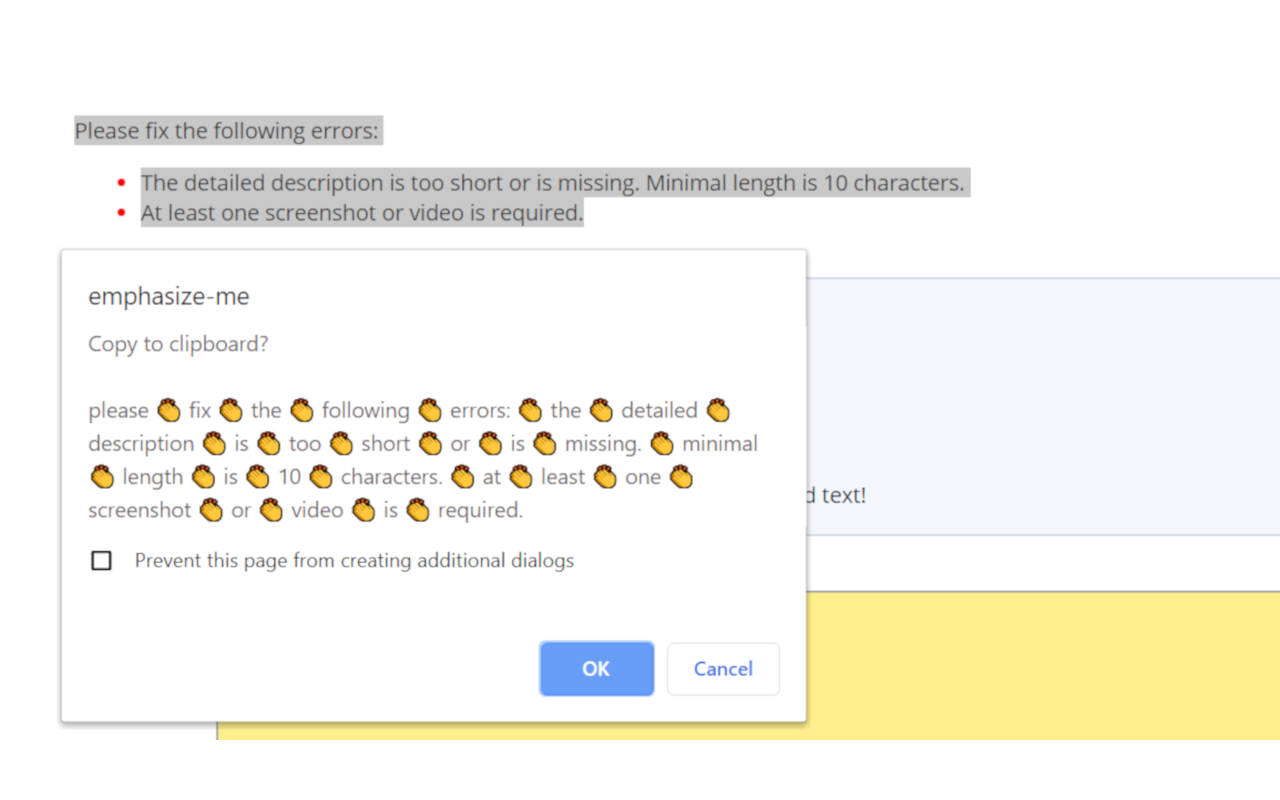 Please fix the following errors:
The detailed description is too short or is missing. Minimal length is 10 characters.
At least one screenshot or video is required.
emphasize-me
Copy to clipboard?
please 👏 fix 👏 the 👏 following 👏 errors: 👏 the 👏 detailed 👏
description 👏 is 👏 too 👏 short 👏 or 👏 is 👏 missing. 👏 minimal
👏 length 👏 is 👏 10 👏 characters. 👏 at 👏 least 👏 one 👏
screenshot 👏 or 👏 video 👏 is 👏 required.
d text!
Prevent this page from creating additional dialogs
OK Cancel